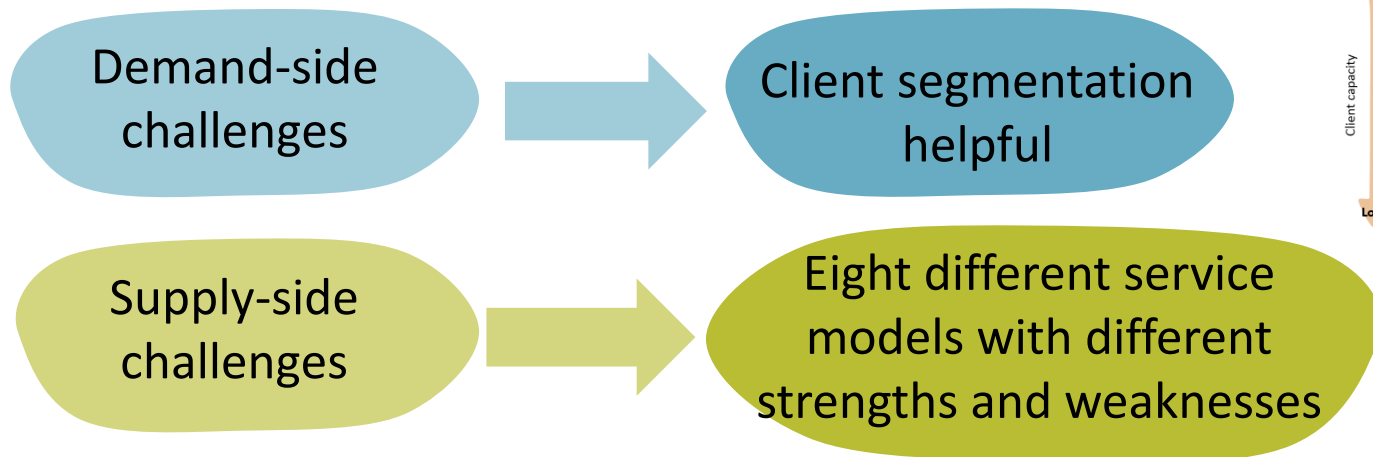 Demand-side
challenges
Client segmentation
helpful
Client capacity
Supply-side
challenges
Eight different service
models with different
strengths and weaknesses